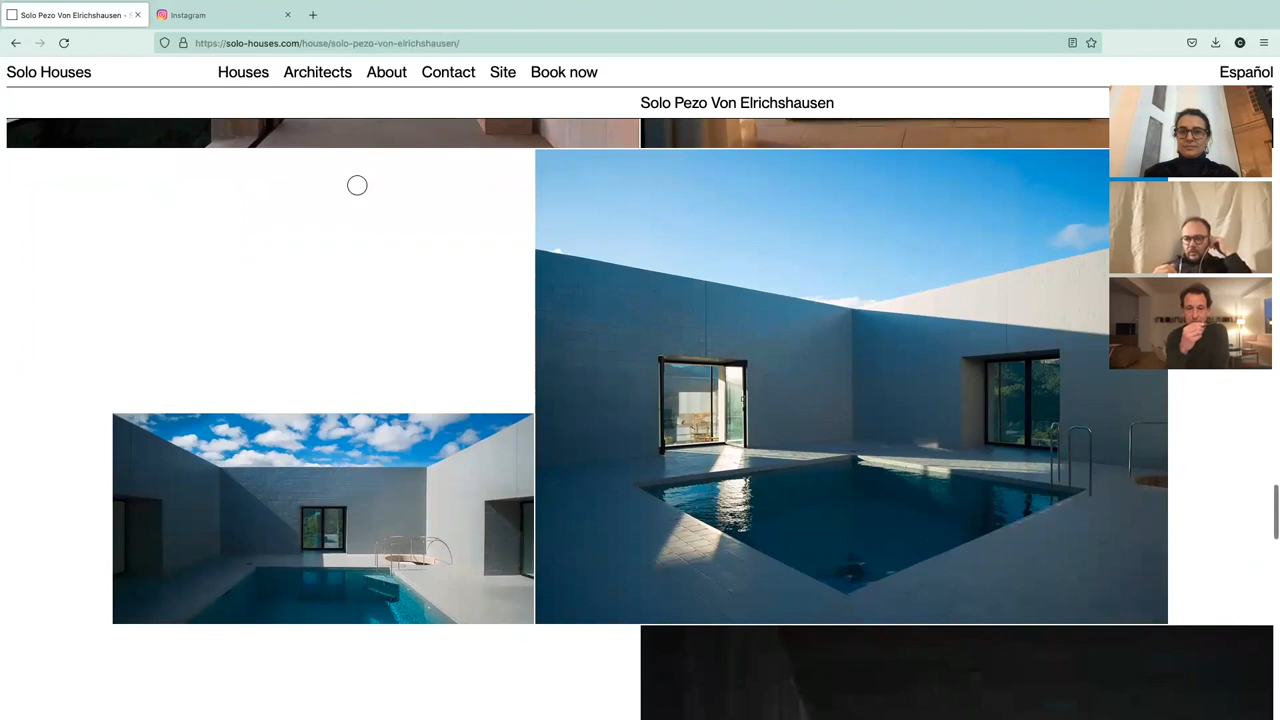 Solo Pezo Von Elrichshausen - S
Instagram
https://solo-houses.com/house/solo-pezo-von-elrichshausen/
Solo Houses
Houses
Architects
About
Contact
Site
Book now
Español
Solo Pezo Von Elrichshausen